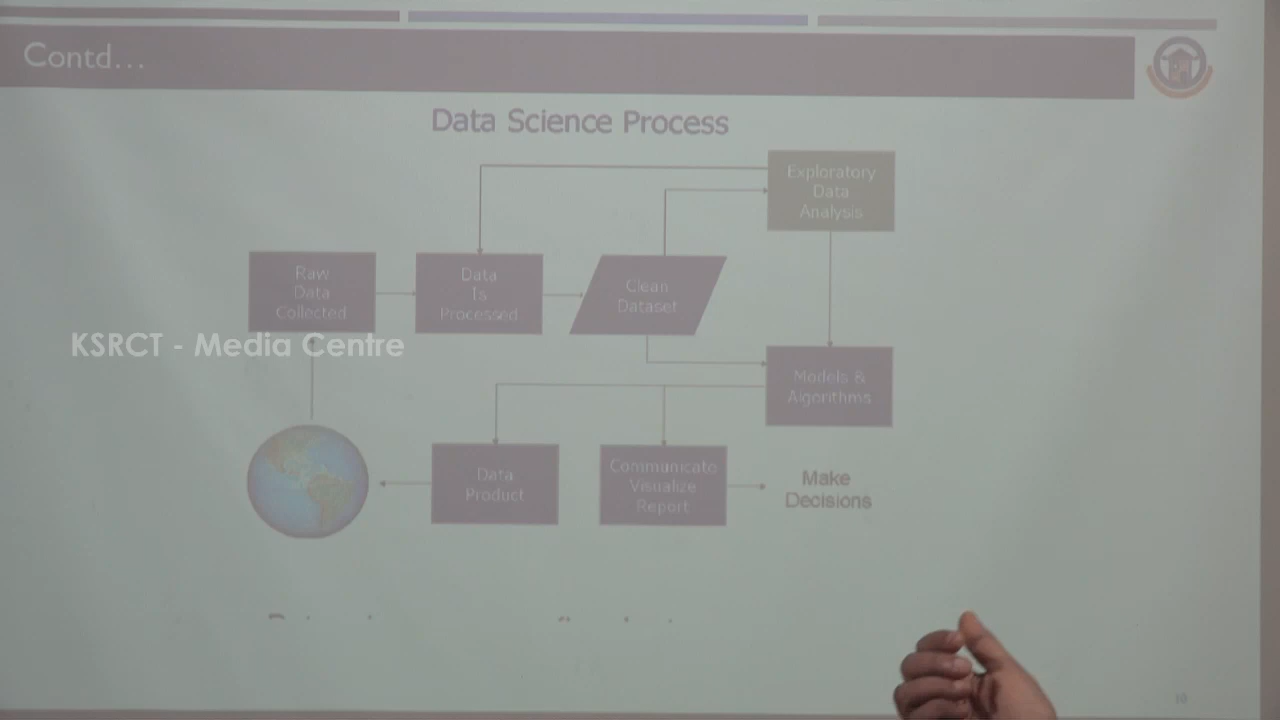 Contd...
Data Science Process
Exploratory
Data
Analysis
Raw
Data
Collected
Data
Is
Processed
Clean
Dataset
KSRCT - Media Centre
Models &
Algorithms
Data
Product
Communicate
Visualize
Report
Make
Decisions